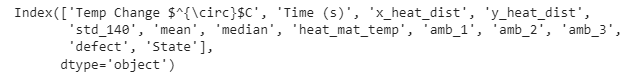 Index(['Temp Change $^{\circ}$C', 'Time (s)', 'x_heat_dist', 'y_heat_dist',
'std_140', 'mean', 'median', 'heat_mat_temp', 'amb_1', 'amb_2', 'amb_3',
'defect', 'State'],
dtype='object')